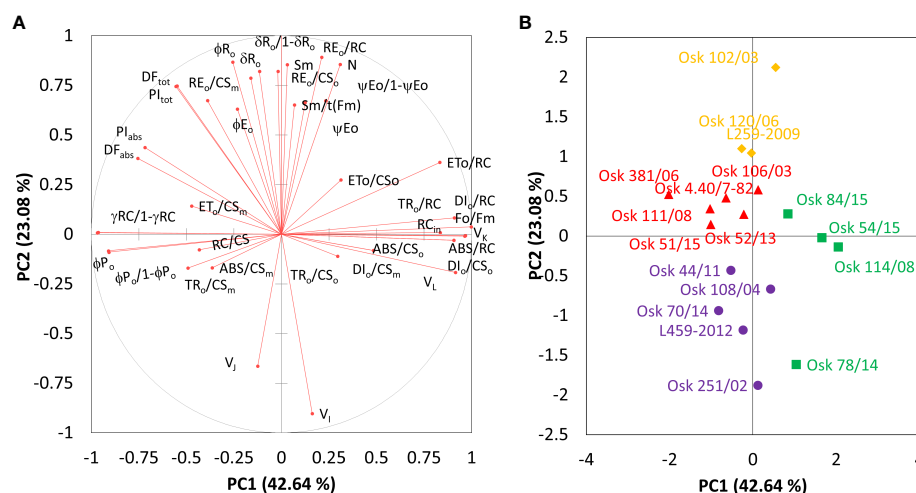 A
B
PC2 (23.08 %)
1
0.75
0.5
0.25
0
-0.25
-0.5
-0.75
-1
ϕRₒ
δRₒ/1-δRₒ
δRₒ
Sm
REₒ/RC
N
DFtot
PItot
REₒ/CSm
REₒ/CSₒ
ψEo/1-ψEo
Sm/t(Fm)
ϕEₒ
ψEo
PIabs
DFabs
ETo/RC
ETo/CSo
ETₒ/CSm
TRₒ/RC
DIₒ/RC
γRC/1-γRC
RCin
Fo/Fm
VK
RC/CS
ABS/CSₒ
ABS/RC
ϕPₒ
ϕPₒ/1-ϕPₒ
ABS/CSm
TRₒ/CSₒ
DIₒ/CSm
DIₒ/CSₒ
TRₒ/CSm
VL
VJ
VI
-1
-0.75
-0.5
-0.25
0
0.25
0.5
0.75
1
PC1 (42.64 %)
PC2 (23.08 %)
2.5
2
1.5
1
0.5
0
-0.5
-1
-1.5
-2
-2.5
Osk 102/03
Osk 120/06
L259-2009
Osk 381/06
Osk 106/03
Osk 4.40/7-82
Osk 84/15
Osk 111/08
Osk 54/15
Osk 51/15
Osk 52/13
Osk 114/08
Osk 44/11
Osk 108/04
Osk 70/14
L459-2012
Osk 78/14
Osk 251/02
-4
-2
0
2
4
PC1 (42.64 %)